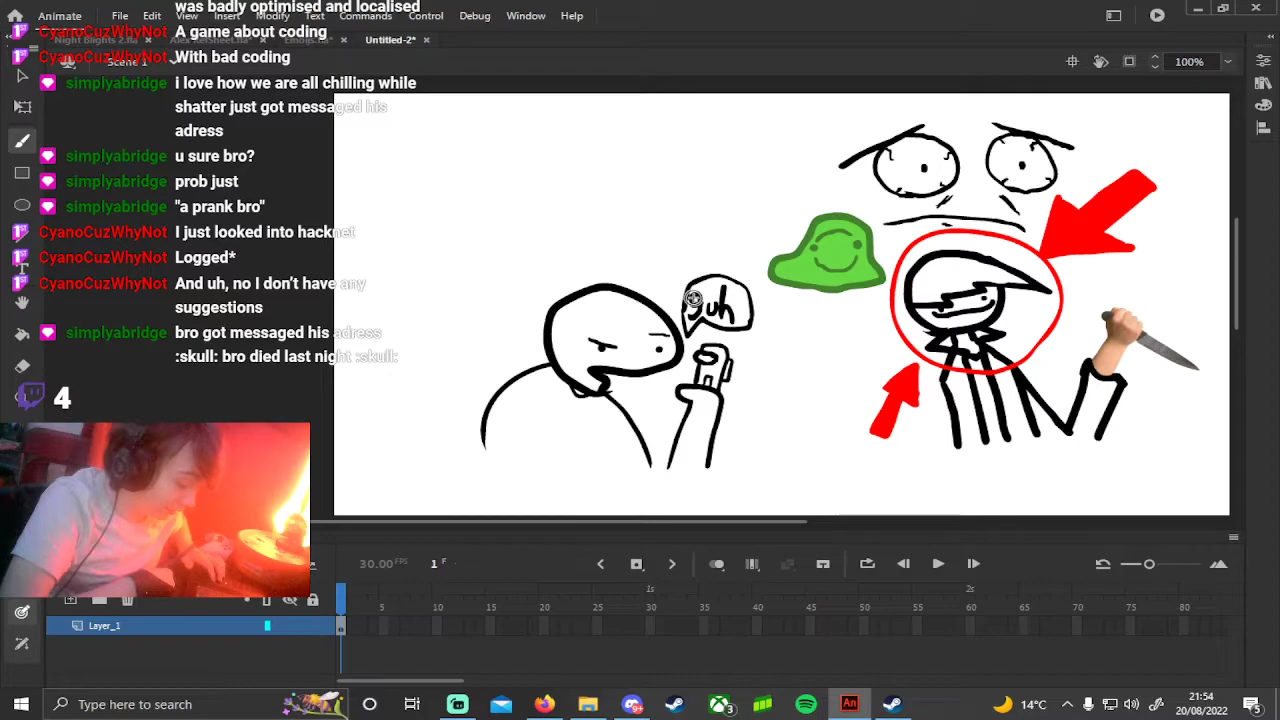 was badly optimised and localised
Animate File Edit View Insert Modify Text Commands Control Debug Window Help
CyanoCuzWhyNot A game about coding
Untitled-2* ×
CyanoCuzWhyNot With bad coding
Scene 1
100%
simplyabridge i love how we are all chilling while
shatter just got messaged his
adress
simplyabridge u sure bro?
simplyabridge prob just
simplyabridge "a prank bro"
CyanoCuzWhyNot I just looked into hacknet
CyanoCuzWhyNot Logged*
CyanoCuzWhyNot And uh, no I don't have any
suggestions
simplyabridge bro got messaged his adress
:skull: bro died last night :skull:
4
30.00 FPS 1 F
1s 2s
5 10 15 20 25 30 35 40 45 50 55 60 65 70 75 80
Layer_1
Type here to search
14°C
21:54
20/08/2022